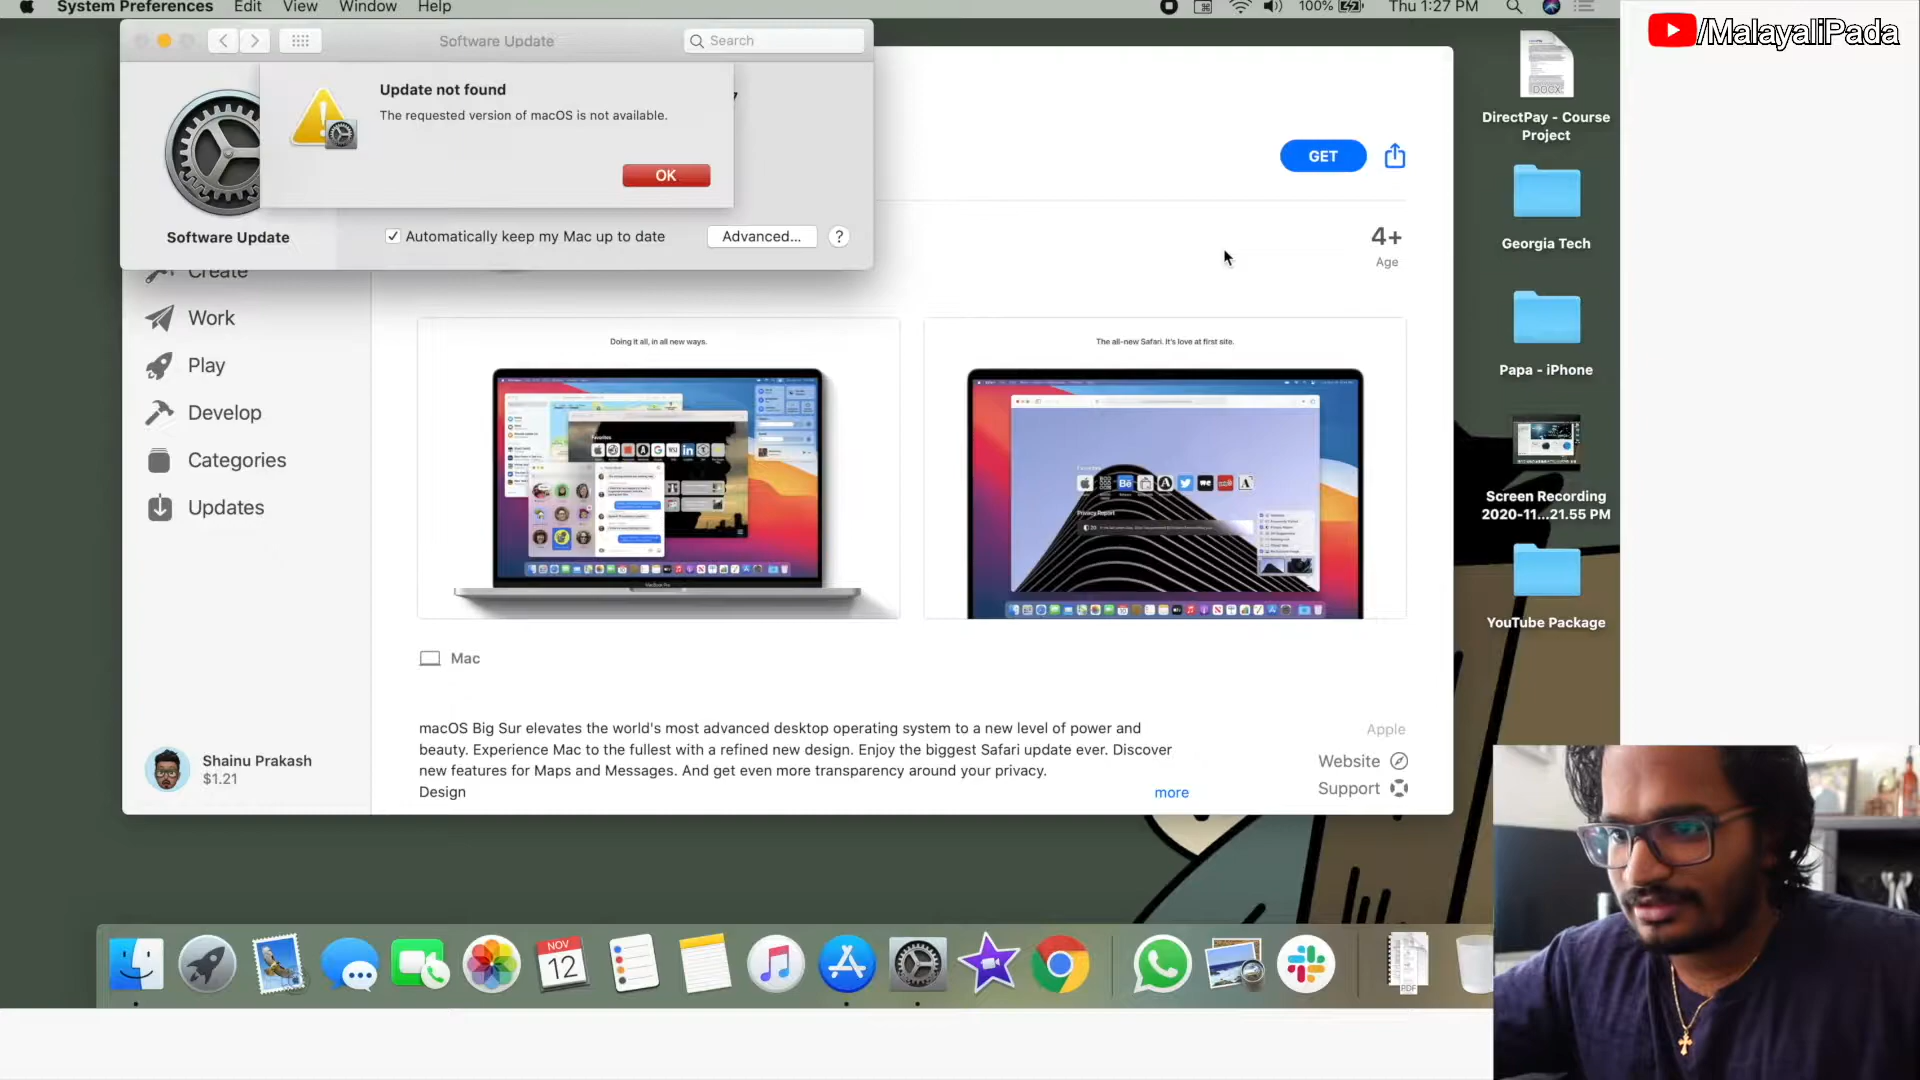 System Preferences Edit View Window Help
100% Thu 1:27 PM
/MalayaliPada
Software Update
Search
Update not found
The requested version of macOS is not available.
OK
Software Update
Automatically keep my Mac up to date
Advanced...
?
GET
4+
Age
Create
Work
Play
Develop
Categories
Updates
Shainu Prakash
$1.21
Doing it all, in all new ways.
The all-new Safari. It's love at first site.
Mac
macOS Big Sur elevates the world's most advanced desktop operating system to a new level of power and
beauty. Experience Mac to the fullest with a refined new design. Enjoy the biggest Safari update ever. Discover
new features for Maps and Messages. And get even more transparency around your privacy.
Design
more
Apple
Website
Support
DOCX
DirectPay - Course
Project
Georgia Tech
Papa - iPhone
Screen Recording
2020-11...21.55 PM
YouTube Package
NOV
12
PDF